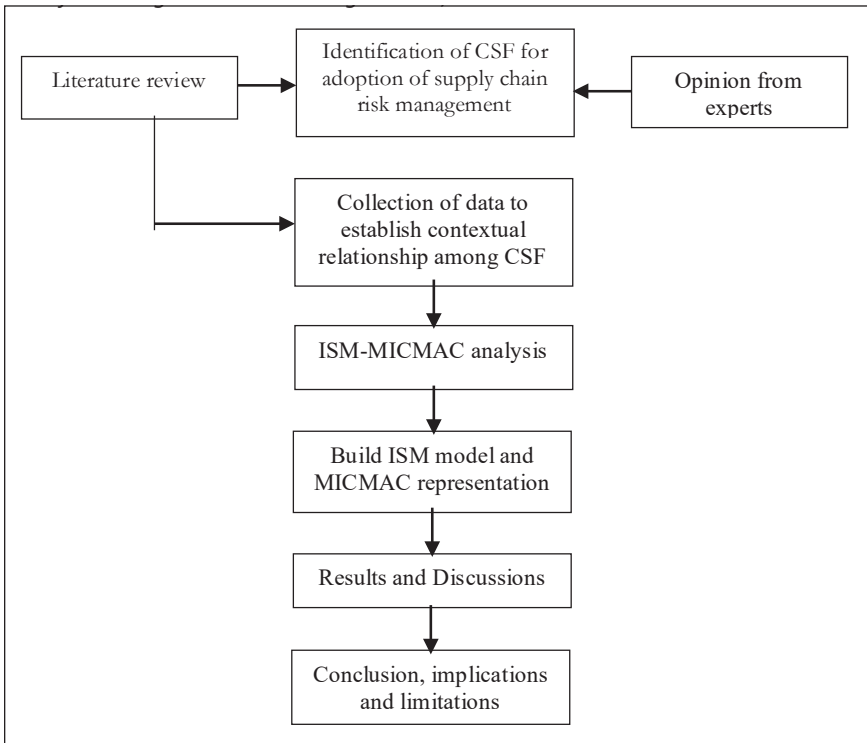 Literature review
Identification of CSF for
adoption of supply chain
risk management
Opinion from
experts
Collection of data to
establish contextual
relationship among CSF
ISM-MICMAC analysis
Build ISM model and
MICMAC representation
Results and Discussions
Conclusion, implications
and limitations